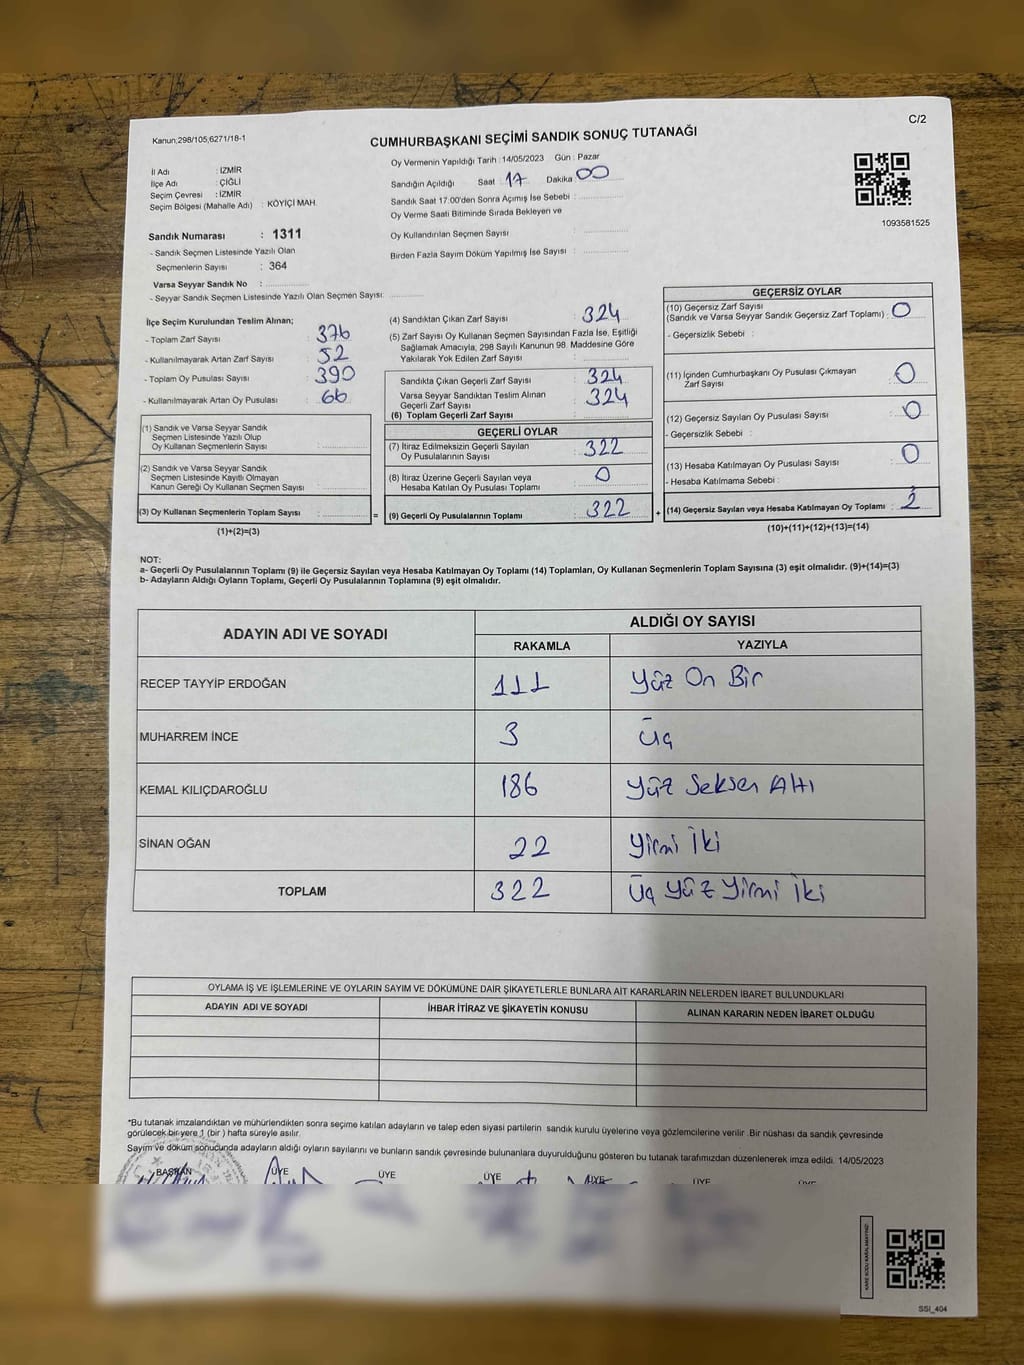 Kanun,298/105,6271/18-1
C/2
CUMHURBAŞKANI SEÇİMİ SANDIK SONUÇ TUTANAĞI
İl Adı : İZMİR
İlçe Adı : ÇİĞLİ
Seçim Çevresi : İZMİR
Seçim Bölgesi (Mahalle Adı) : KÖYİÇİ MAH.
Oy Vermenin Yapıldığı Tarih : 14/05/2023 Gün : Pazar
Sandığın Açıldığı Saat 17 Dakika 00
Sandık Saat 17.00'den Sonra Açımış İse Sebebi :
Oy Verme Saati Bitiminde Sırada Bekleyen ve
Oy Kullandırılan Seçmen Sayısı :
Birden Fazla Sayım Döküm Yapılmış İse Sayısı :
1093581525
Sandık Numarası : 1311
- Sandık Seçmen Listesinde Yazılı Olan
Seçmenlerin Sayısı : 364
Varsa Seyyar Sandık No :
- Seyyar Sandık Seçmen Listesinde Yazılı Olan Seçmen Sayısı:
İlçe Seçim Kurulundan Teslim Alınan;
- Toplam Zarf Sayısı : 376
- Kullanılmayarak Artan Zarf Sayısı : 52
- Toplam Oy Pusulası Sayısı : 390
- Kullanılmayarak Artan Oy Pusulası : 66
(1) Sandık ve Varsa Seyyar Sandık
Seçmen Listesinde Yazılı Olup
Oy Kullanan Seçmenlerin Sayısı :
(2) Sandık ve Varsa Seyyar Sandık
Seçmen Listesinde Kayıtlı Olmayan
Kanun Gereği Oy Kullanan Seçmen Sayısı :
(3) Oy Kullanan Seçmenlerin Toplam Sayısı :
(1)+(2)=(3)
(4) Sandıktan Çıkan Zarf Sayısı : 324
(5) Zarf Sayısı Oy Kullanan Seçmen Sayısından Fazla İse, Eşitliği
Sağlamak Amacıyla, 298 Sayılı Kanunun 98. Maddesine Göre
Yakılarak Yok Edilen Zarf Sayısı :
Sandıkta Çıkan Geçerli Zarf Sayısı : 324
Varsa Seyyar Sandıktan Teslim Alınan
Geçerli Zarf Sayısı : 324
(6) Toplam Geçerli Zarf Sayısı :
GEÇERLİ OYLAR
(7) İtiraz Edilmeksizin Geçerli Sayılan
Oy Pusulalarının Sayısı : 322
(8) İtiraz Üzerine Geçerli Sayılan veya
Hesaba Katılan Oy Pusulası Toplamı : 0
= (9) Geçerli Oy Pusulalarının Toplamı : 322
GEÇERSİZ OYLAR
(10) Geçersiz Zarf Sayısı
(Sandık ve Varsa Seyyar Sandık Geçersiz Zarf Toplamı) : 0
- Geçersizlik Sebebi :
(11) İçinden Cumhurbaşkanı Oy Pusulası Çıkmayan
Zarf Sayısı : 0
(12) Geçersiz Sayılan Oy Pusulası Sayısı : 0
- Geçersizlik Sebebi :
(13) Hesaba Katılmayan Oy Pusulası Sayısı : 0
- Hesaba Katılmama Sebebi :
+ (14) Geçersiz Sayılan veya Hesaba Katılmayan Oy Toplamı : 2
(10)+(11)+(12)+(13)=(14)
NOT:
a- Geçerli Oy Pusulalarının Toplamı (9) ile Geçersiz Sayılan veya Hesaba Katılmayan Oy Toplamı (14) Toplamları, Oy Kullanan Seçmenlerin Toplam Sayısına (3) eşit olmalıdır. (9)+(14)=(3)
b- Adayların Aldığı Oyların Toplamı, Geçerli Oy Pusulalarının Toplamına (9) eşit olmalıdır.
ADAYIN ADI VE SOYADI
ALDIĞI OY SAYISI
RAKAMLA YAZIYLA
RECEP TAYYİP ERDOĞAN 111 Yüz On Bir
MUHARREM İNCE 3 Üç
KEMAL KILIÇDAROĞLU 186 Yüz Seksen Altı
SİNAN OĞAN 22 Yirmi İki
TOPLAM 322 Üç Yüz Yirmi İki
OYLAMA İŞ VE İŞLEMLERİNE VE OYLARIN SAYIM VE DÖKÜMÜNE DAİR ŞİKAYETLERLE BUNLARA AİT KARARLARIN NELERDEN İBARET BULUNDUKLARI
ADAYIN ADI VE SOYADI İHBAR İTİRAZ VE ŞİKAYETİN KONUSU ALINAN KARARIN NEDEN İBARET OLDUĞU
*Bu tutanak imzalandıktan ve mühürlendikten sonra seçime katılan adayların ve talep eden siyasi partilerin sandık kurulu üyelerine veya gözlemcilerine verilir .Bir nüshası da sandık çevresinde
görülecek bir yere 1 (bir ) hafta süreyle asılır.
Sayım ve döküm sonucunda adayların aldığı oyların sayılarını ve bunların sandık çevresinde bulunanlara duyurulduğunu gösteren bu tutanak tarafımızdan düzenlenerek imza edildi. 14/05/2023
BAŞKAN ÜYE ÜYE ÜYE ÜYE ÜYE
KARE KODU KARALAMAYINIZ!
SSI_404